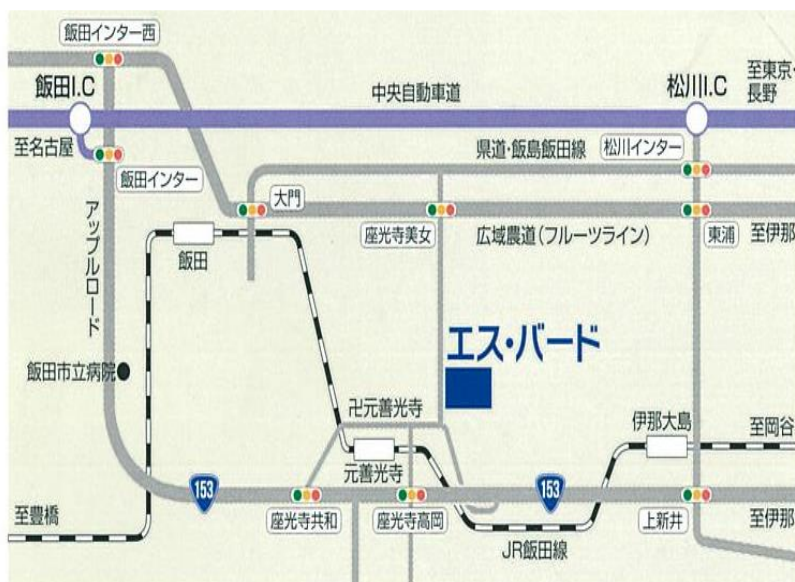 飯田インター西
飯田I.C
中央自動車道
松川I.C
至東京・
長野
至名古屋
飯田インター
県道・飯島飯田線
松川インター
大門
座光寺美女
広域農道(フルーツライン)
東浦
至伊那
アップルロード
飯田
エス・バード
飯田市立病院
卍元善光寺
伊那大島
至岡谷
元善光寺
153
153
至豊橋
座光寺共和
座光寺高岡
JR飯田線
上新井
至伊那